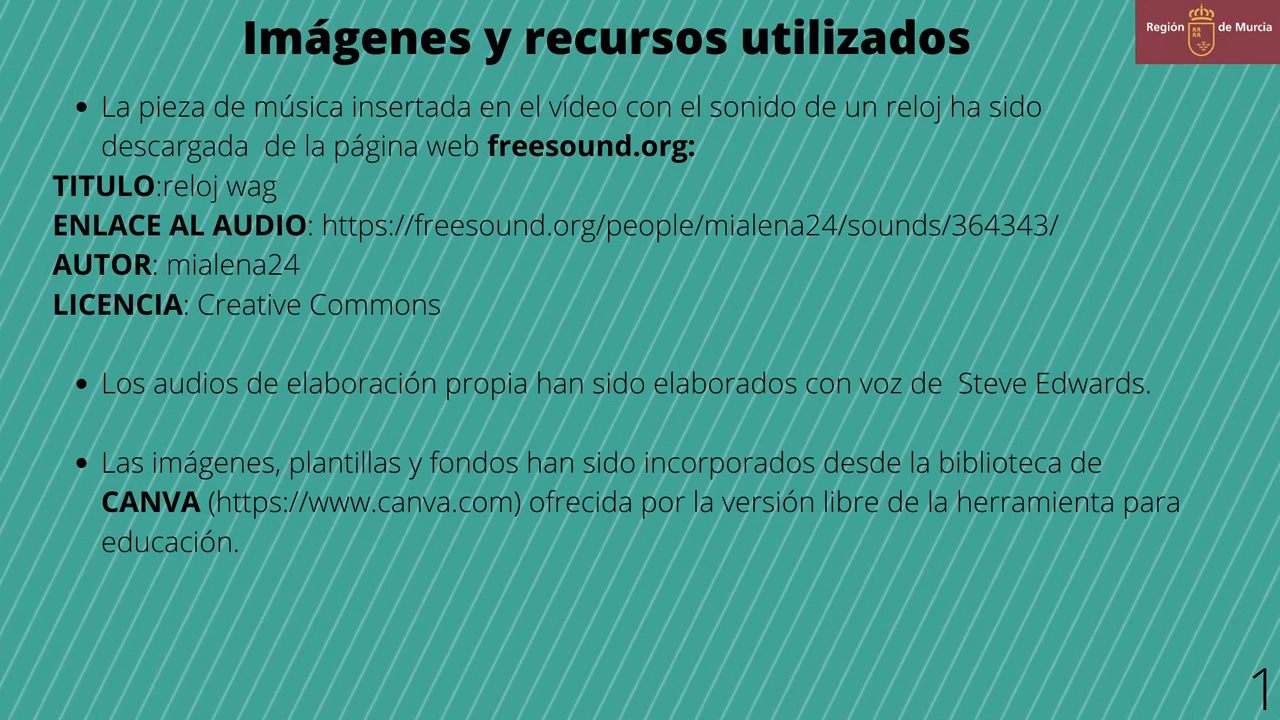 Imágenes y recursos utilizados
Región de Murcia
• La pieza de música insertada en el vídeo con el sonido de un reloj ha sido
descargada  de la página web freesound.org:
TITULO:reloj wag
ENLACE AL AUDIO: https://freesound.org/people/mialena24/sounds/364343/
AUTOR: mialena24
LICENCIA: Creative Commons
• Los audios de elaboración propia han sido elaborados con voz de  Steve Edwards.
• Las imágenes, plantillas y fondos han sido incorporados desde la biblioteca de
CANVA (https://www.canva.com) ofrecida por la versión libre de la herramienta para
educación.
1